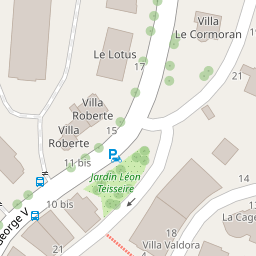 Villa
Le Cormoran
Le Lotus
17
21
Villa
Roberte
15
Villa
Roberte
11 bis
P
Jardin Léon
Teisseire
14
10 bis
La Cage
George V
21
Villa Valdora
18